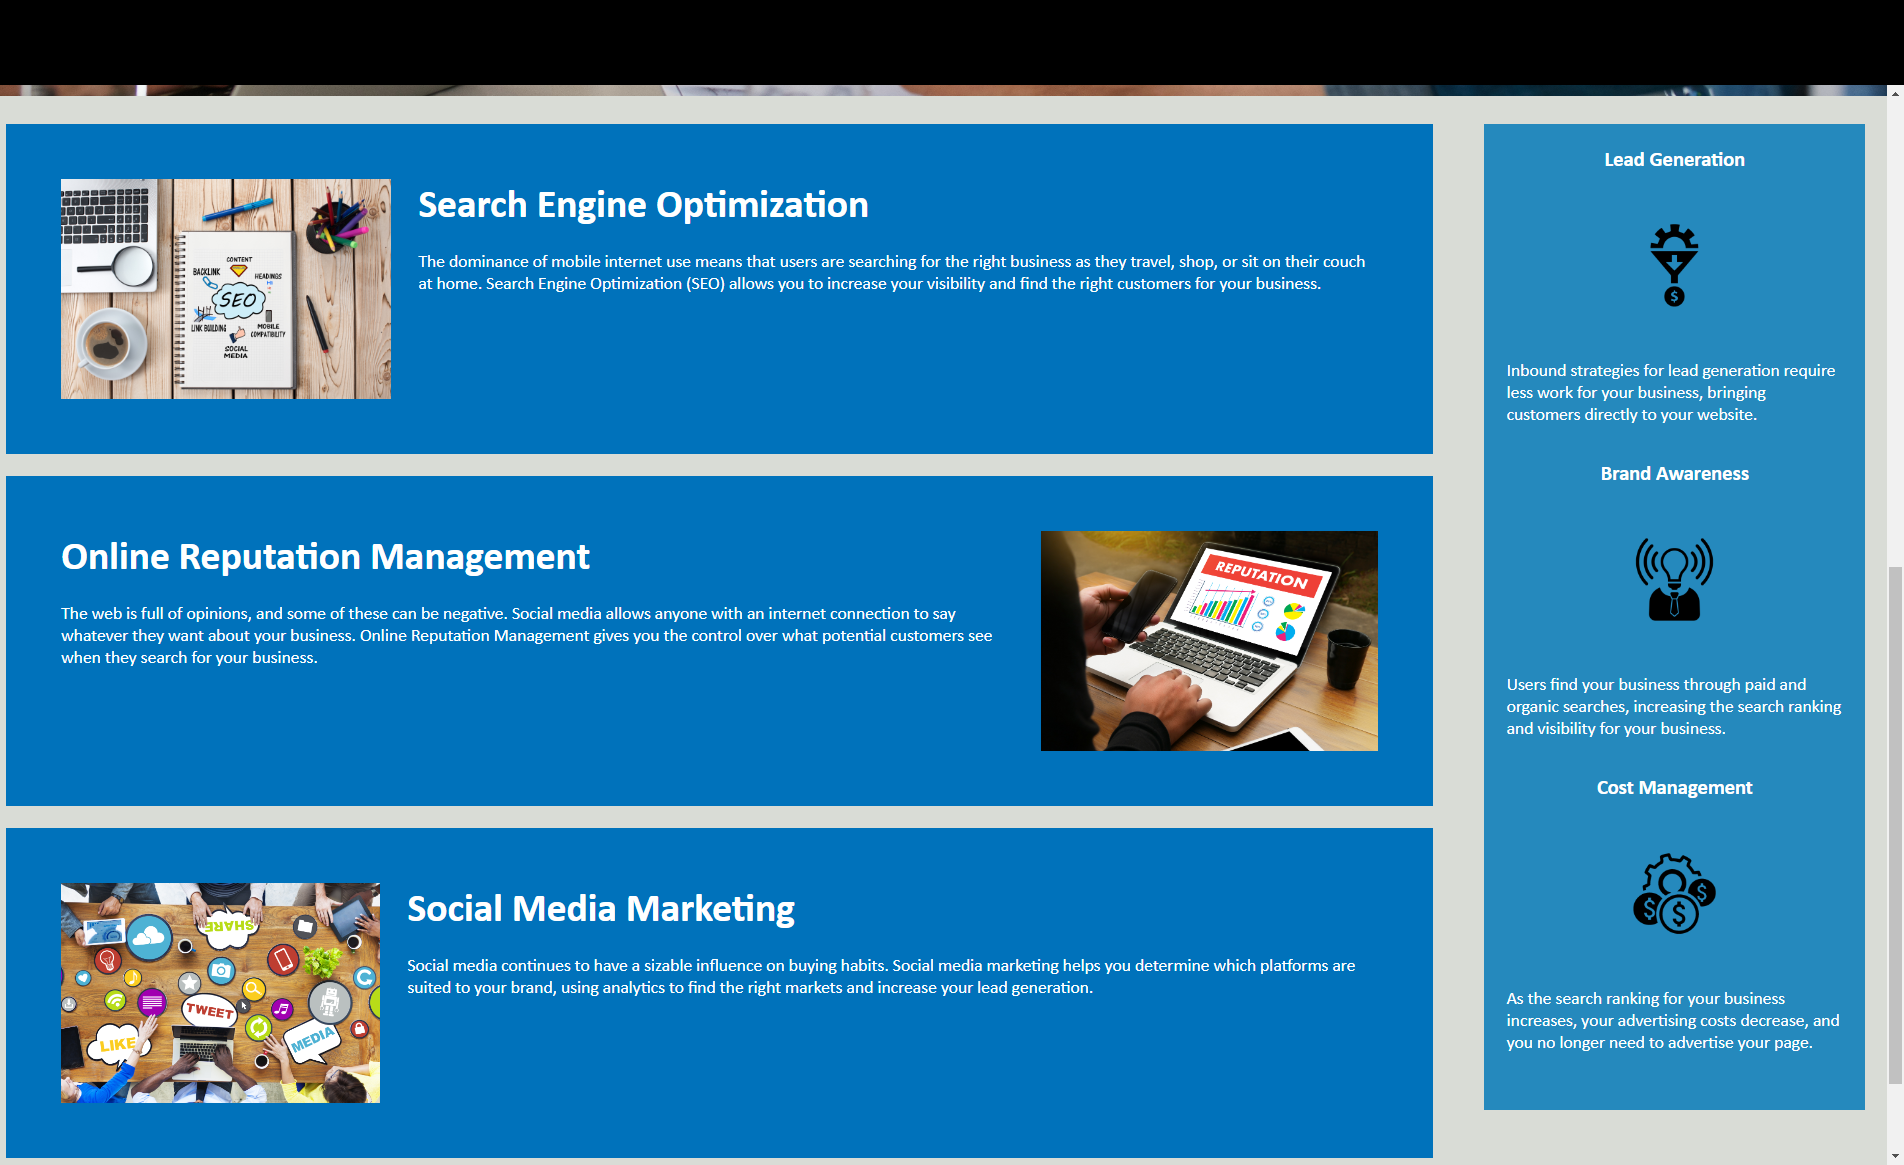 Search Engine Optimization
The dominance of mobile internet use means that users are searching for the right business as they travel, shop, or sit on their couch
at home. Search Engine Optimization (SEO) allows you to increase your visibility and find the right customers for your business.
CONTENT
BACKLINK
HEADINGS
SEO
LINK BUILDING
MOBILE
COMPATIBILITY
SOCIAL
MEDIA
Online Reputation Management
The web is full of opinions, and some of these can be negative. Social media allows anyone with an internet connection to say
whatever they want about your business. Online Reputation Management gives you the control over what potential customers see
when they search for your business.
REPUTATION
Social Media Marketing
Social media continues to have a sizable influence on buying habits. Social media marketing helps you determine which platforms are
suited to your brand, using analytics to find the right markets and increase your lead generation.
SHARE
TWEET
LIKE
MEDIA
Lead Generation
$
Inbound strategies for lead generation require
less work for your business, bringing
customers directly to your website.
Brand Awareness
Users find your business through paid and
organic searches, increasing the search ranking
and visibility for your business.
Cost Management
$
$
$
As the search ranking for your business
increases, your advertising costs decrease, and
you no longer need to advertise your page.